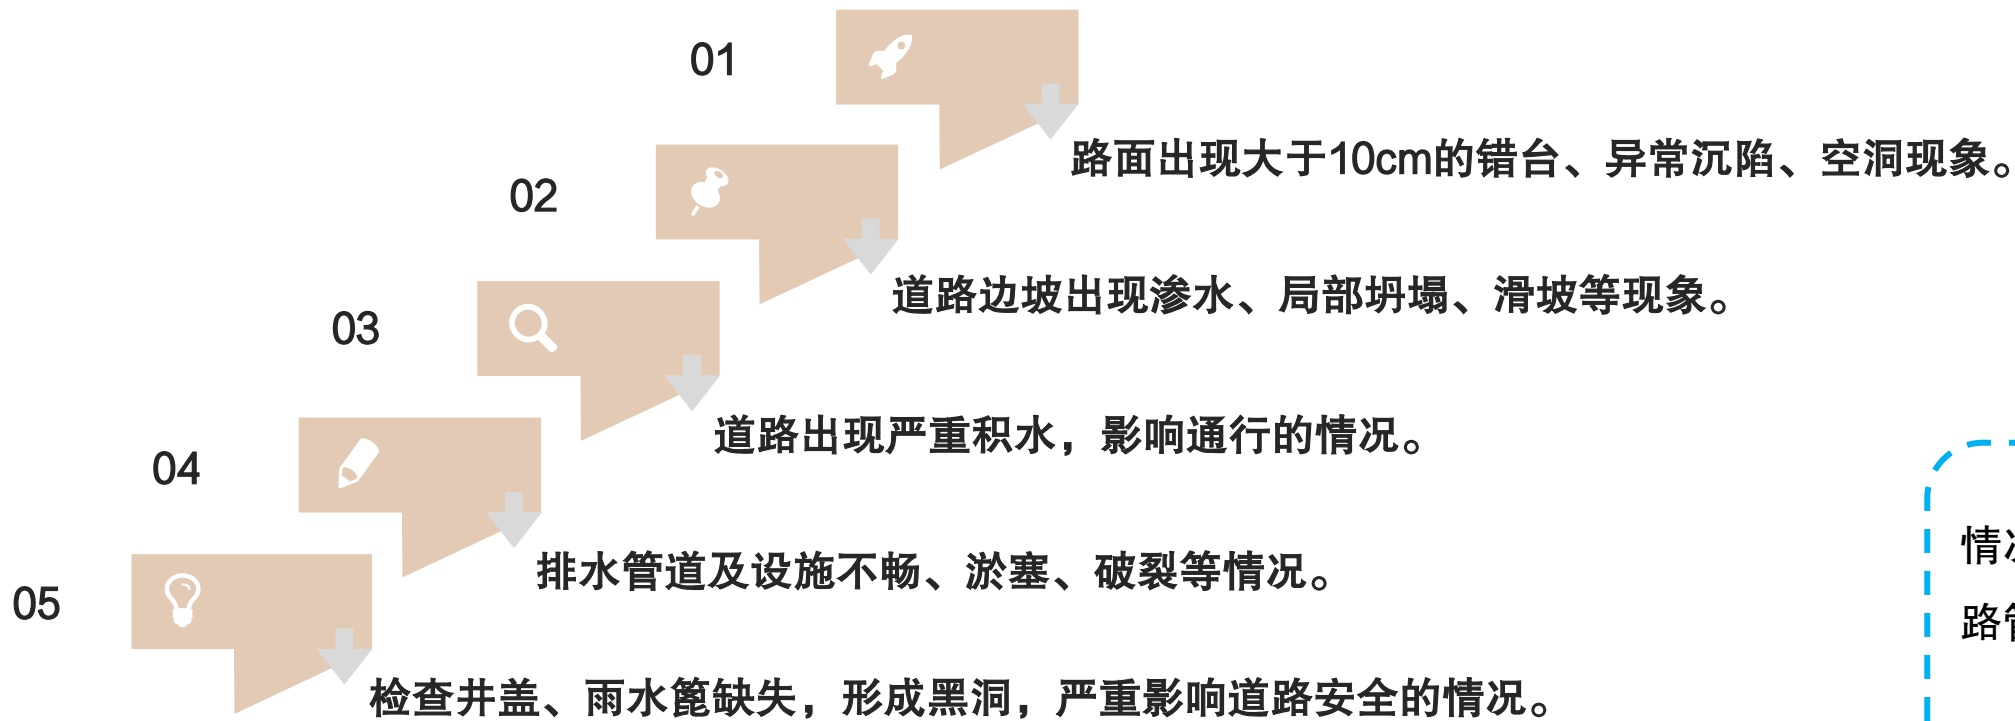 01
路面出现大于10cm的错台、异常沉陷、空洞现象。
02
道路边坡出现渗水、局部坍塌、滑坡等现象。
03
道路出现严重积水，影响通行的情况。
04
排水管道及设施不畅、淤塞、破裂等情况。
05
检查井盖、雨水篦缺失，形成黑洞，严重影响道路安全的情况。
情
路